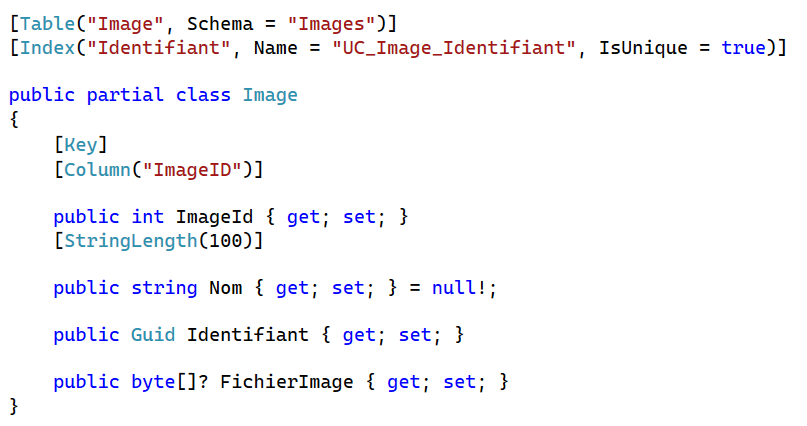 [Table("Image", Schema = "Images")]
[Index("Identifiant", Name = "UC_Image_Identifiant", IsUnique = true)]
public partial class Image
{
    [Key]
    [Column("ImageID")]
    public int ImageId { get; set; }
    [StringLength(100)]
    public string Nom { get; set; } = null!;
    public Guid Identifiant { get; set; }
    public byte[]? FichierImage { get; set; }
}